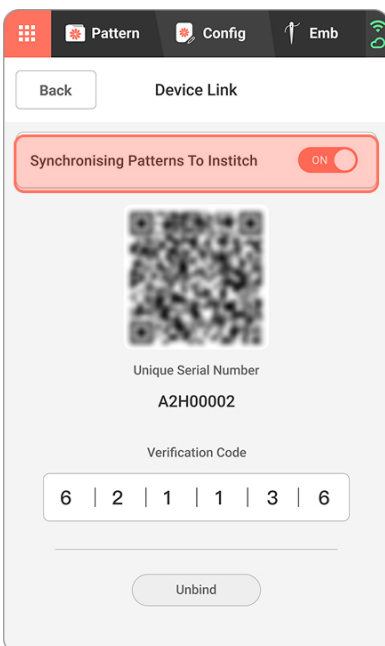 Pattern Config Emb
Back Device Link
Synchronising Patterns To Institch ON
Unique Serial Number
A2H00002
Verification Code
6 | 2 | 1 | 1 | 3 | 6
Unbind